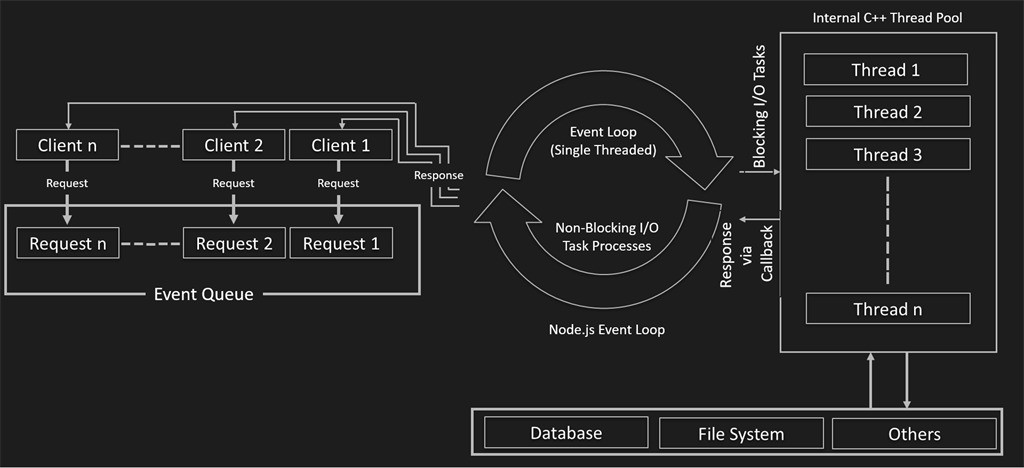 Internal C++ Thread Pool
Thread 1
Thread 2
Thread 3
Thread n
Blocking I/O Tasks
Response
via
Callback
Event Loop
(Single Threaded)
Non-Blocking I/O
Task Processes
Node.js Event Loop
Client n
Client 2
Client 1
Response
Request
Request
Request
Request n
Request 2
Request 1
Event Queue
Database
File System
Others